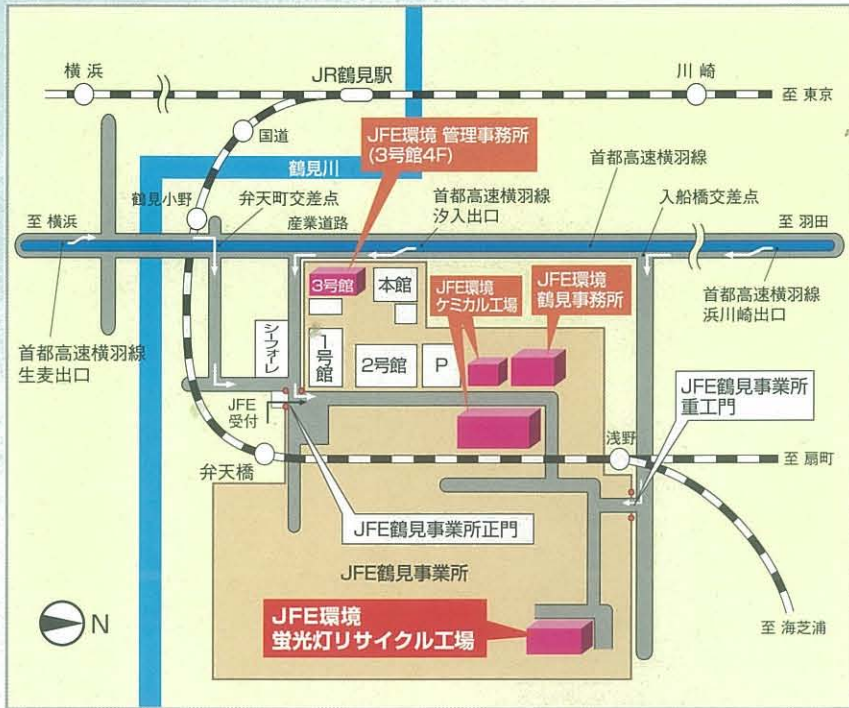 横浜
JR鶴見駅
川崎
至 東京
国道
JFE環境 管理事務所
(3号館4F)
鶴見川
首都高速横羽線
鶴見小野
弁天町交差点
首都高速横羽線
汐入出口
入船橋交差点
至 横浜
産業道路
至 羽田
3号館
本館
JFE環境
ケミカル工場
JFE環境
鶴見事務所
首都高速横羽線
浜川崎出口
首都高速横羽線
生麦出口
シーフォーレ
1号館
2号館
P
JFE鶴見事業所
重工門
JFE
受付
浅野
至 扇町
弁天橋
JFE鶴見事業所正門
JFE鶴見事業所
N
JFE環境
蛍光灯リサイクル工場
至 海芝浦